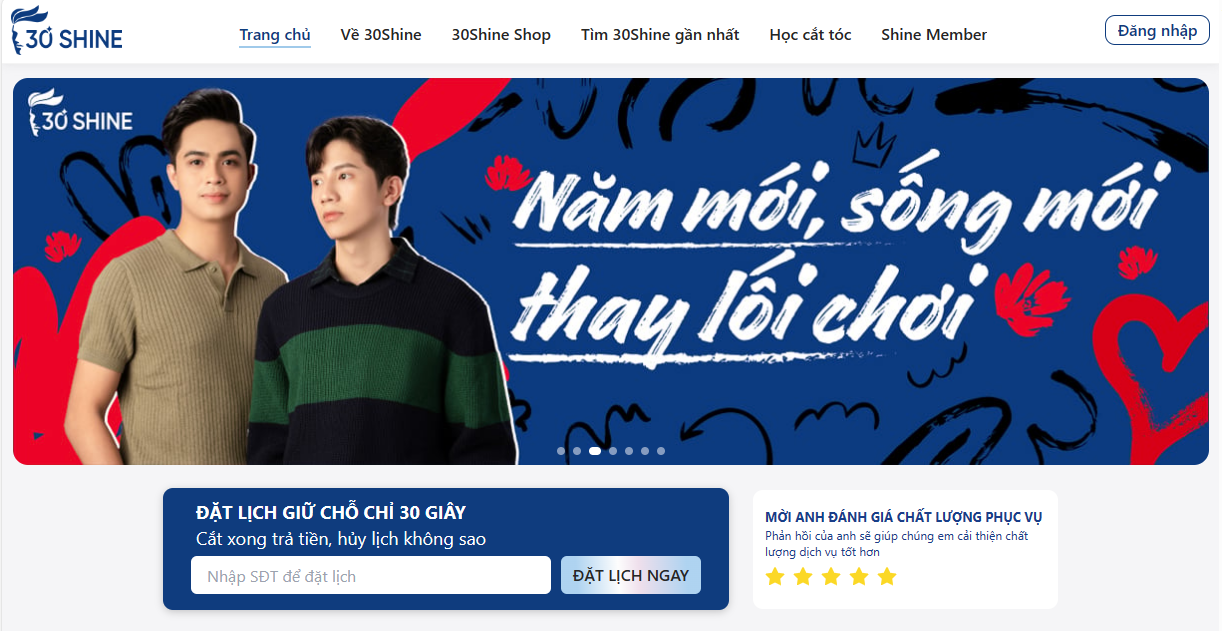 30 SHINE
Trang chủ
Về 30Shine
30Shine Shop
Tìm 30Shine gần nhất
Học cắt tóc
Shine Member
Đăng nhập
30 SHINE
Năm mới, sống mới
thay lối chơi
ĐẶT LỊCH GIỮ CHỖ CHỈ 30 GIÂY
Cắt xong trả tiền, hủy lịch không sao
Nhập SĐT để đặt lịch
ĐẶT LỊCH NGAY
MỜI ANH ĐÁNH GIÁ CHẤT LƯỢNG PHỤC VỤ
Phản hồi của anh sẽ giúp chúng em cải thiện chất
lượng dịch vụ tốt hơn